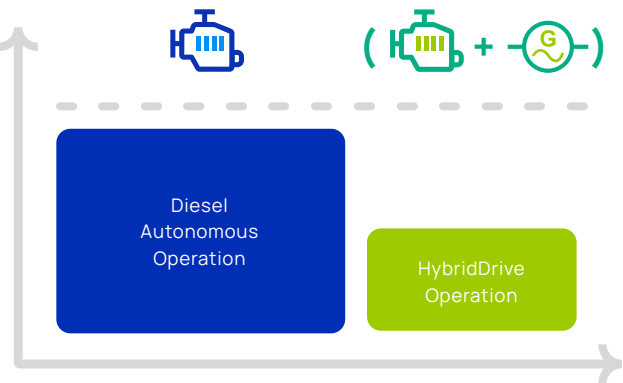 ( + G )
Diesel
Autonomous
Operation
HybridDrive
Operation